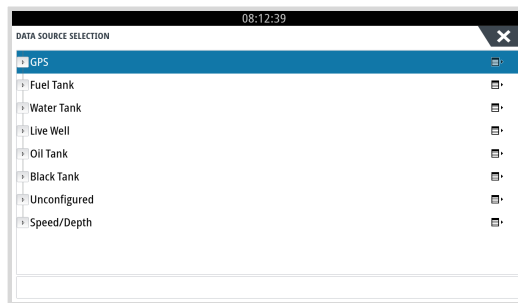 08:12:39
DATA SOURCE SELECTION
GPS
Fuel Tank
Water Tank
Live Well
Oil Tank
Black Tank
Unconfigured
Speed/Depth